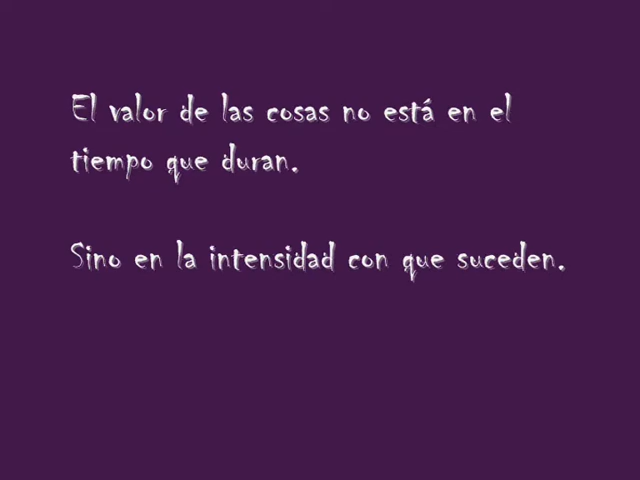 El valor de las cosas no está en el
tiempo que duran.
Sino en la intensidad con que suceden.